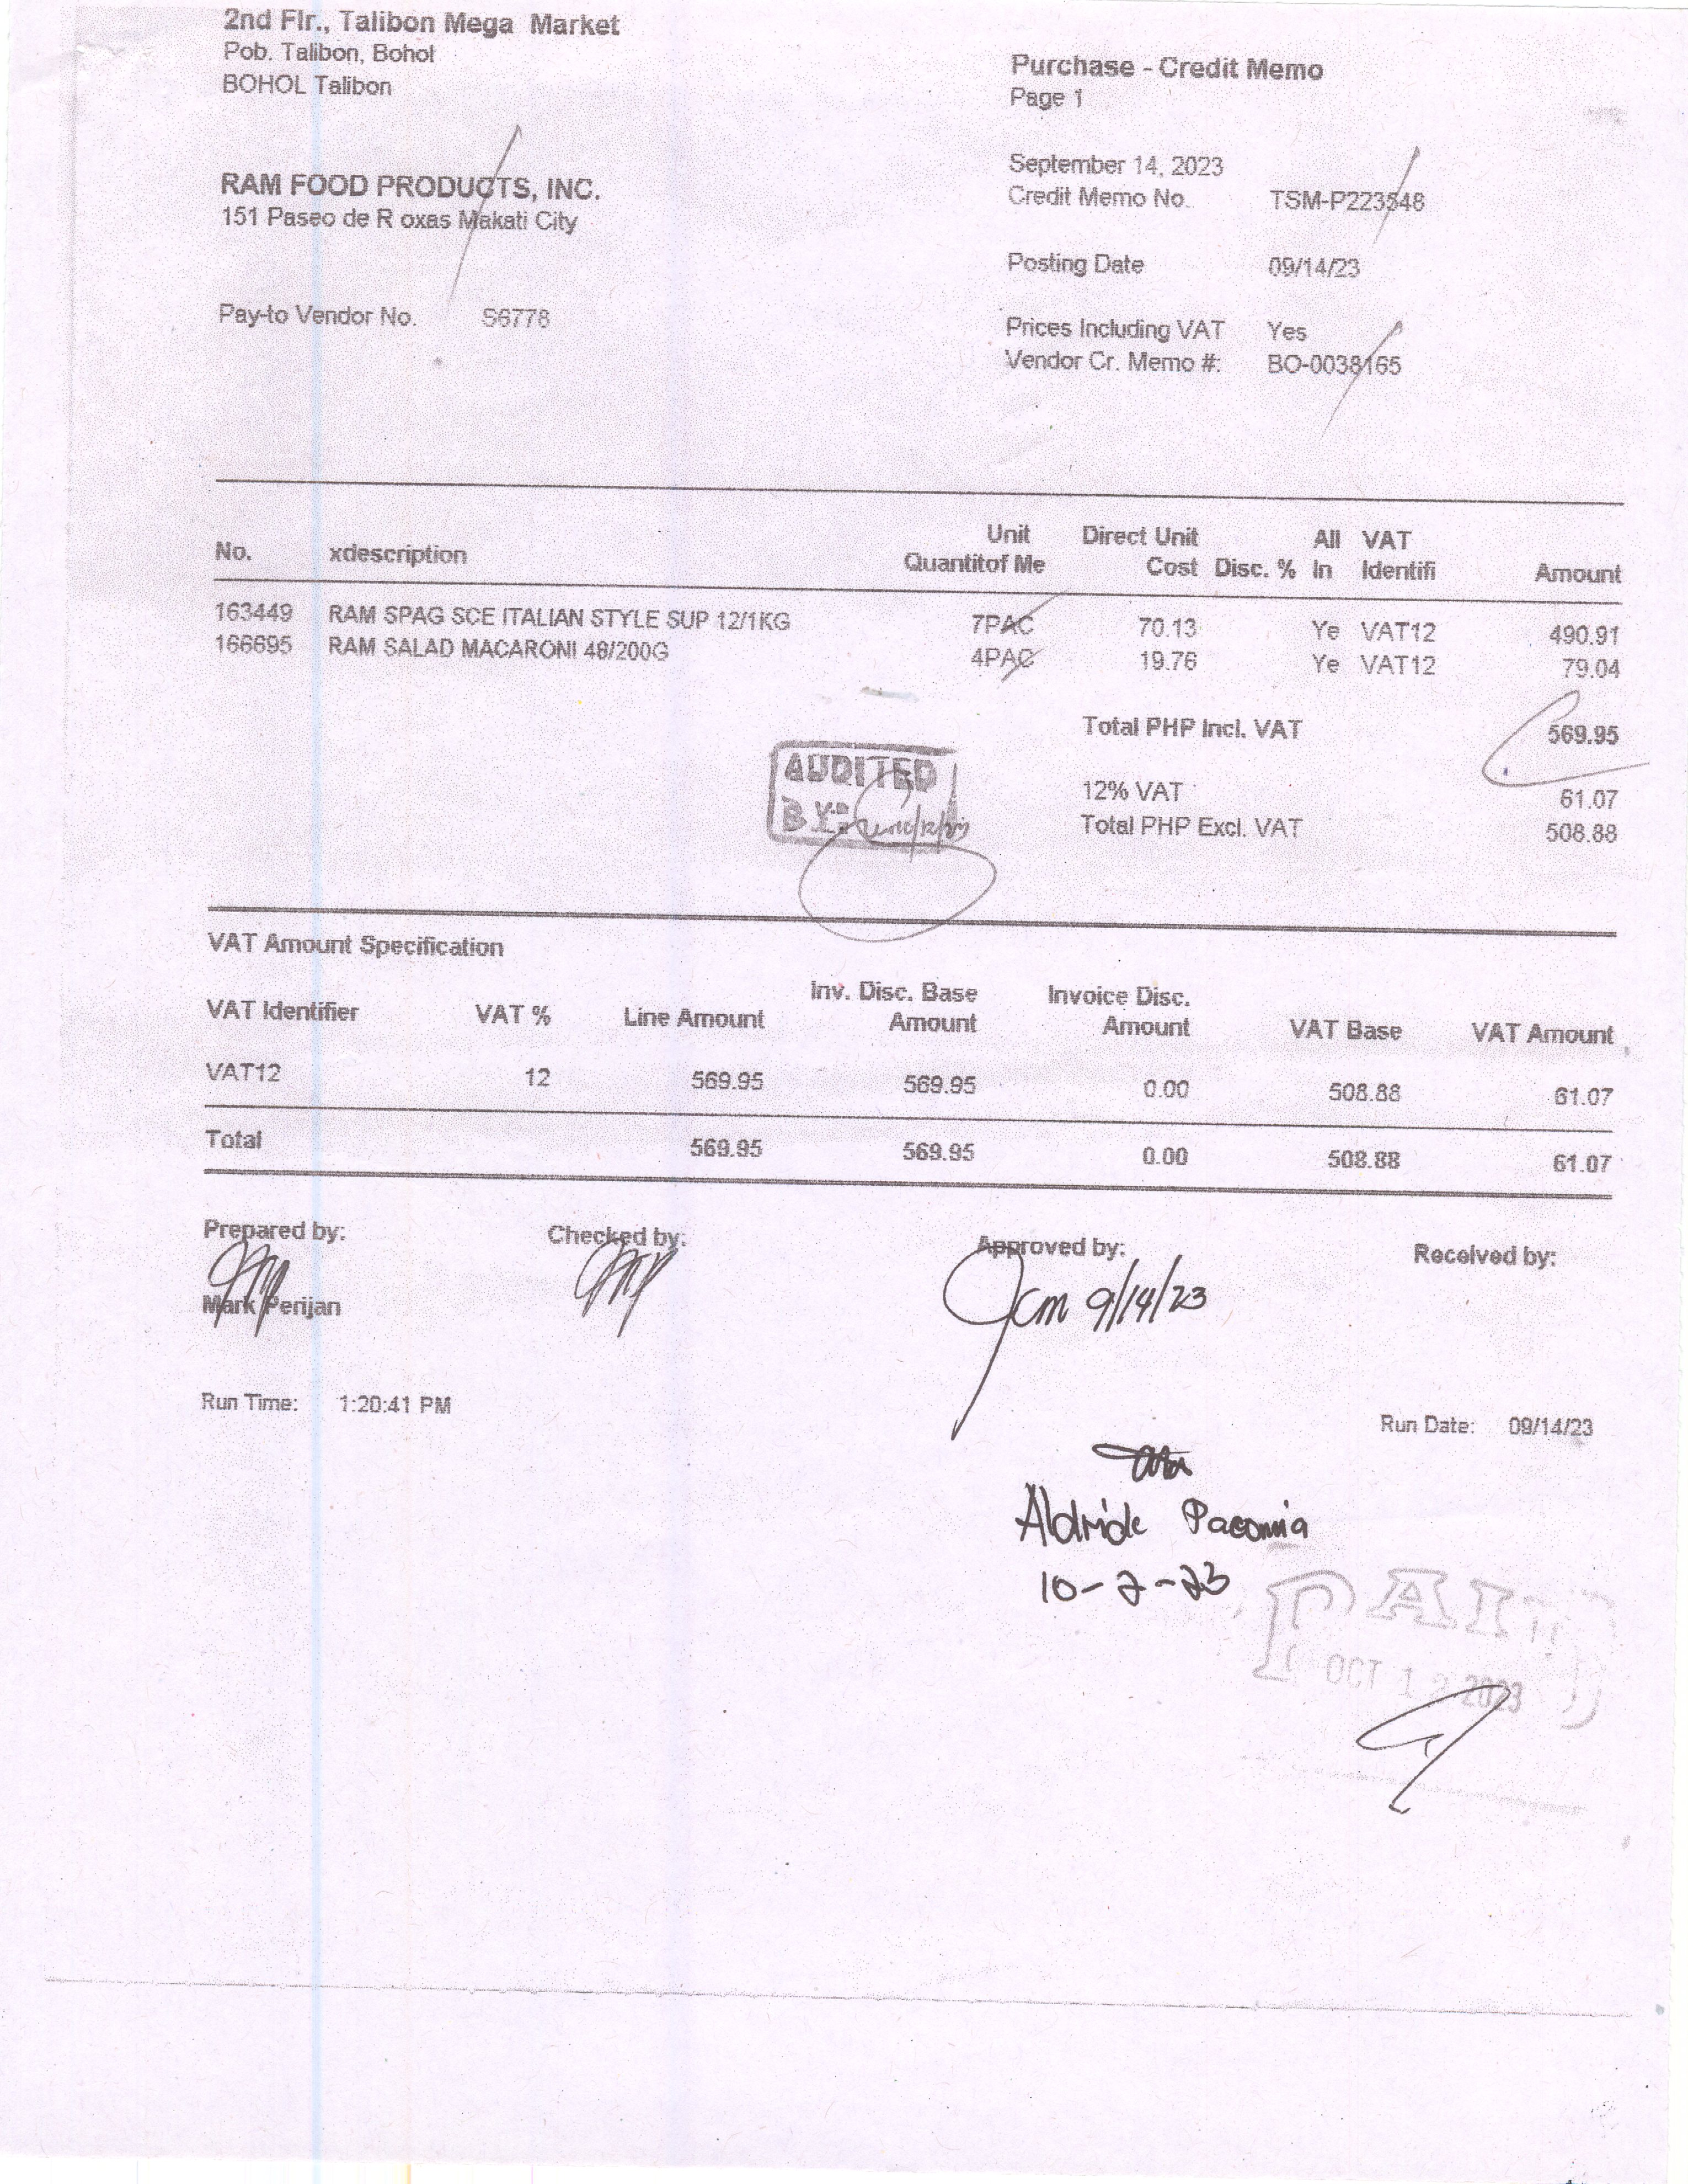 2nd Flr., Talibon Mega Market
Pob. Talibon, Bohol
BOHOL Talibon
Purchase - Credit Memo
Page 1
RAM FOOD PRODUCTS, INC.
151 Paseo de R oxas Makati City
September 14, 2023
Credit Memo No. TSM-P223548
Posting Date 09/14/23
Pay-to Vendor No. S6778
Prices Including VAT Yes
Vendor Cr. Memo #: BO-0038165
Unit Direct Unit All VAT
No. xdescription Quantitof Me Cost Disc. % In Identifi Amount
163449 RAM SPAG SCE ITALIAN STYLE SUP 12/1KG 7PAC 70.13 Ye VAT12 490.91
166695 RAM SALAD MACARONI 48/200G 4PAC 19.76 Ye VAT12 79.04
Total PHP Incl. VAT 569.95
12% VAT 61.07
Total PHP Excl. VAT 508.88
AUDITED
BY: 10/12/23
VAT Amount Specification
Inv. Disc. Base Invoice Disc.
VAT Identifier VAT % Line Amount Amount Amount VAT Base VAT Amount
VAT12 12 569.95 569.95 0.00 508.88 61.07
Total 569.95 569.95 0.00 508.88 61.07
Prepared by: Checked by: Approved by: Received by:
Mark Perijan
9/14/23
Run Time: 1:20:41 PM
Run Date: 09/14/23
Aldride Pacomia
10-2-23
PAID
OCT 12 2023